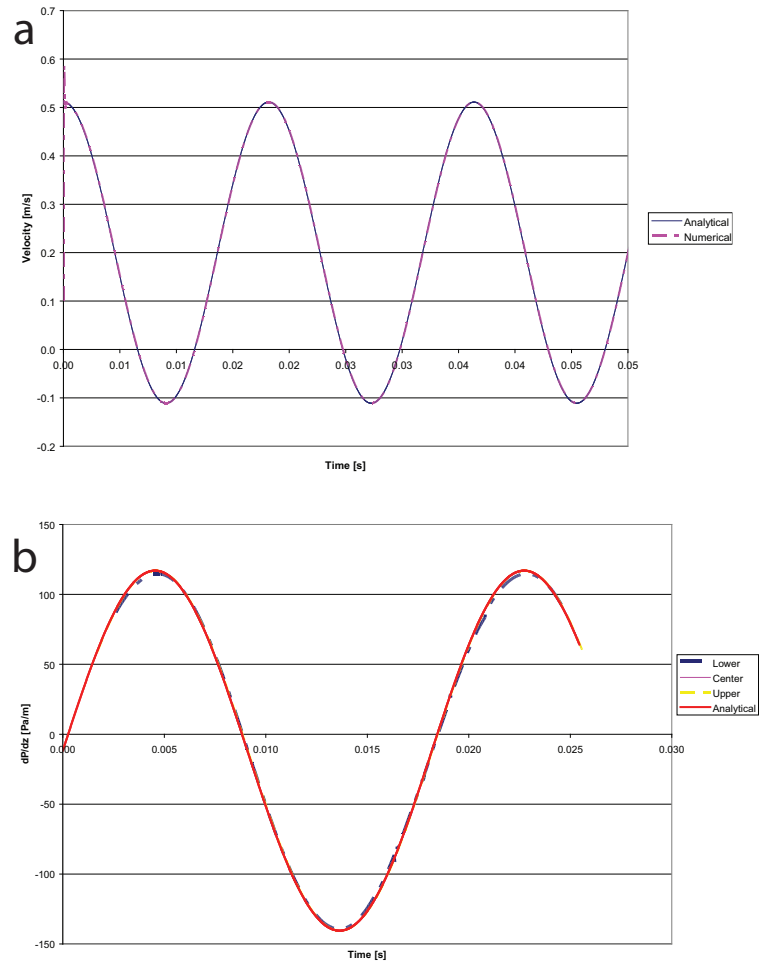 a
0.7
0.6
0.5
0.4
0.3
0.2
0.1
0.0
-0.1
-0.2
Velocity [m/s]
0.00 0.01 0.01 0.02 0.02 0.03 0.03 0.04 0.04 0.05 0.05
Time [s]
Analytical
Numerical
b
150
100
50
0
-50
-100
-150
dP/dz [Pa/m]
0.000 0.005 0.010 0.015 0.020 0.025 0.030
Time [s]
Lower
Center
Upper
Analytical